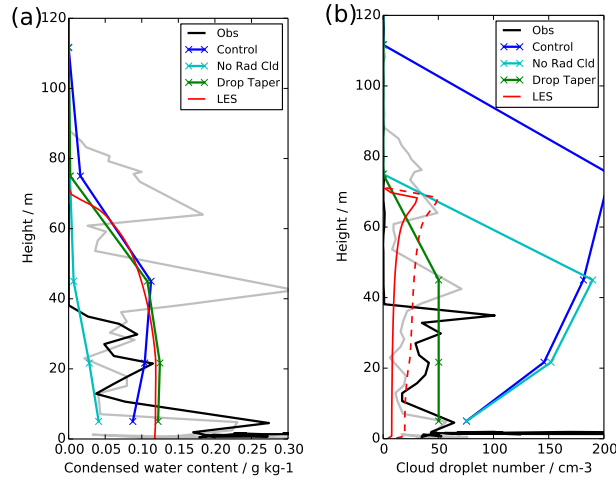 (a)
120
100
80
60
40
20
0
Height / m
0.00 0.05 0.10 0.15 0.20 0.25 0.30
Condensed water content / g kg-1
Obs
Control
No Rad Cld
Drop Taper
LES
(b)
120
100
80
60
40
20
0
Height / m
0 50 100 150 200
Cloud droplet number / cm-3
Obs
Control
No Rad Cld
Drop Taper
LES